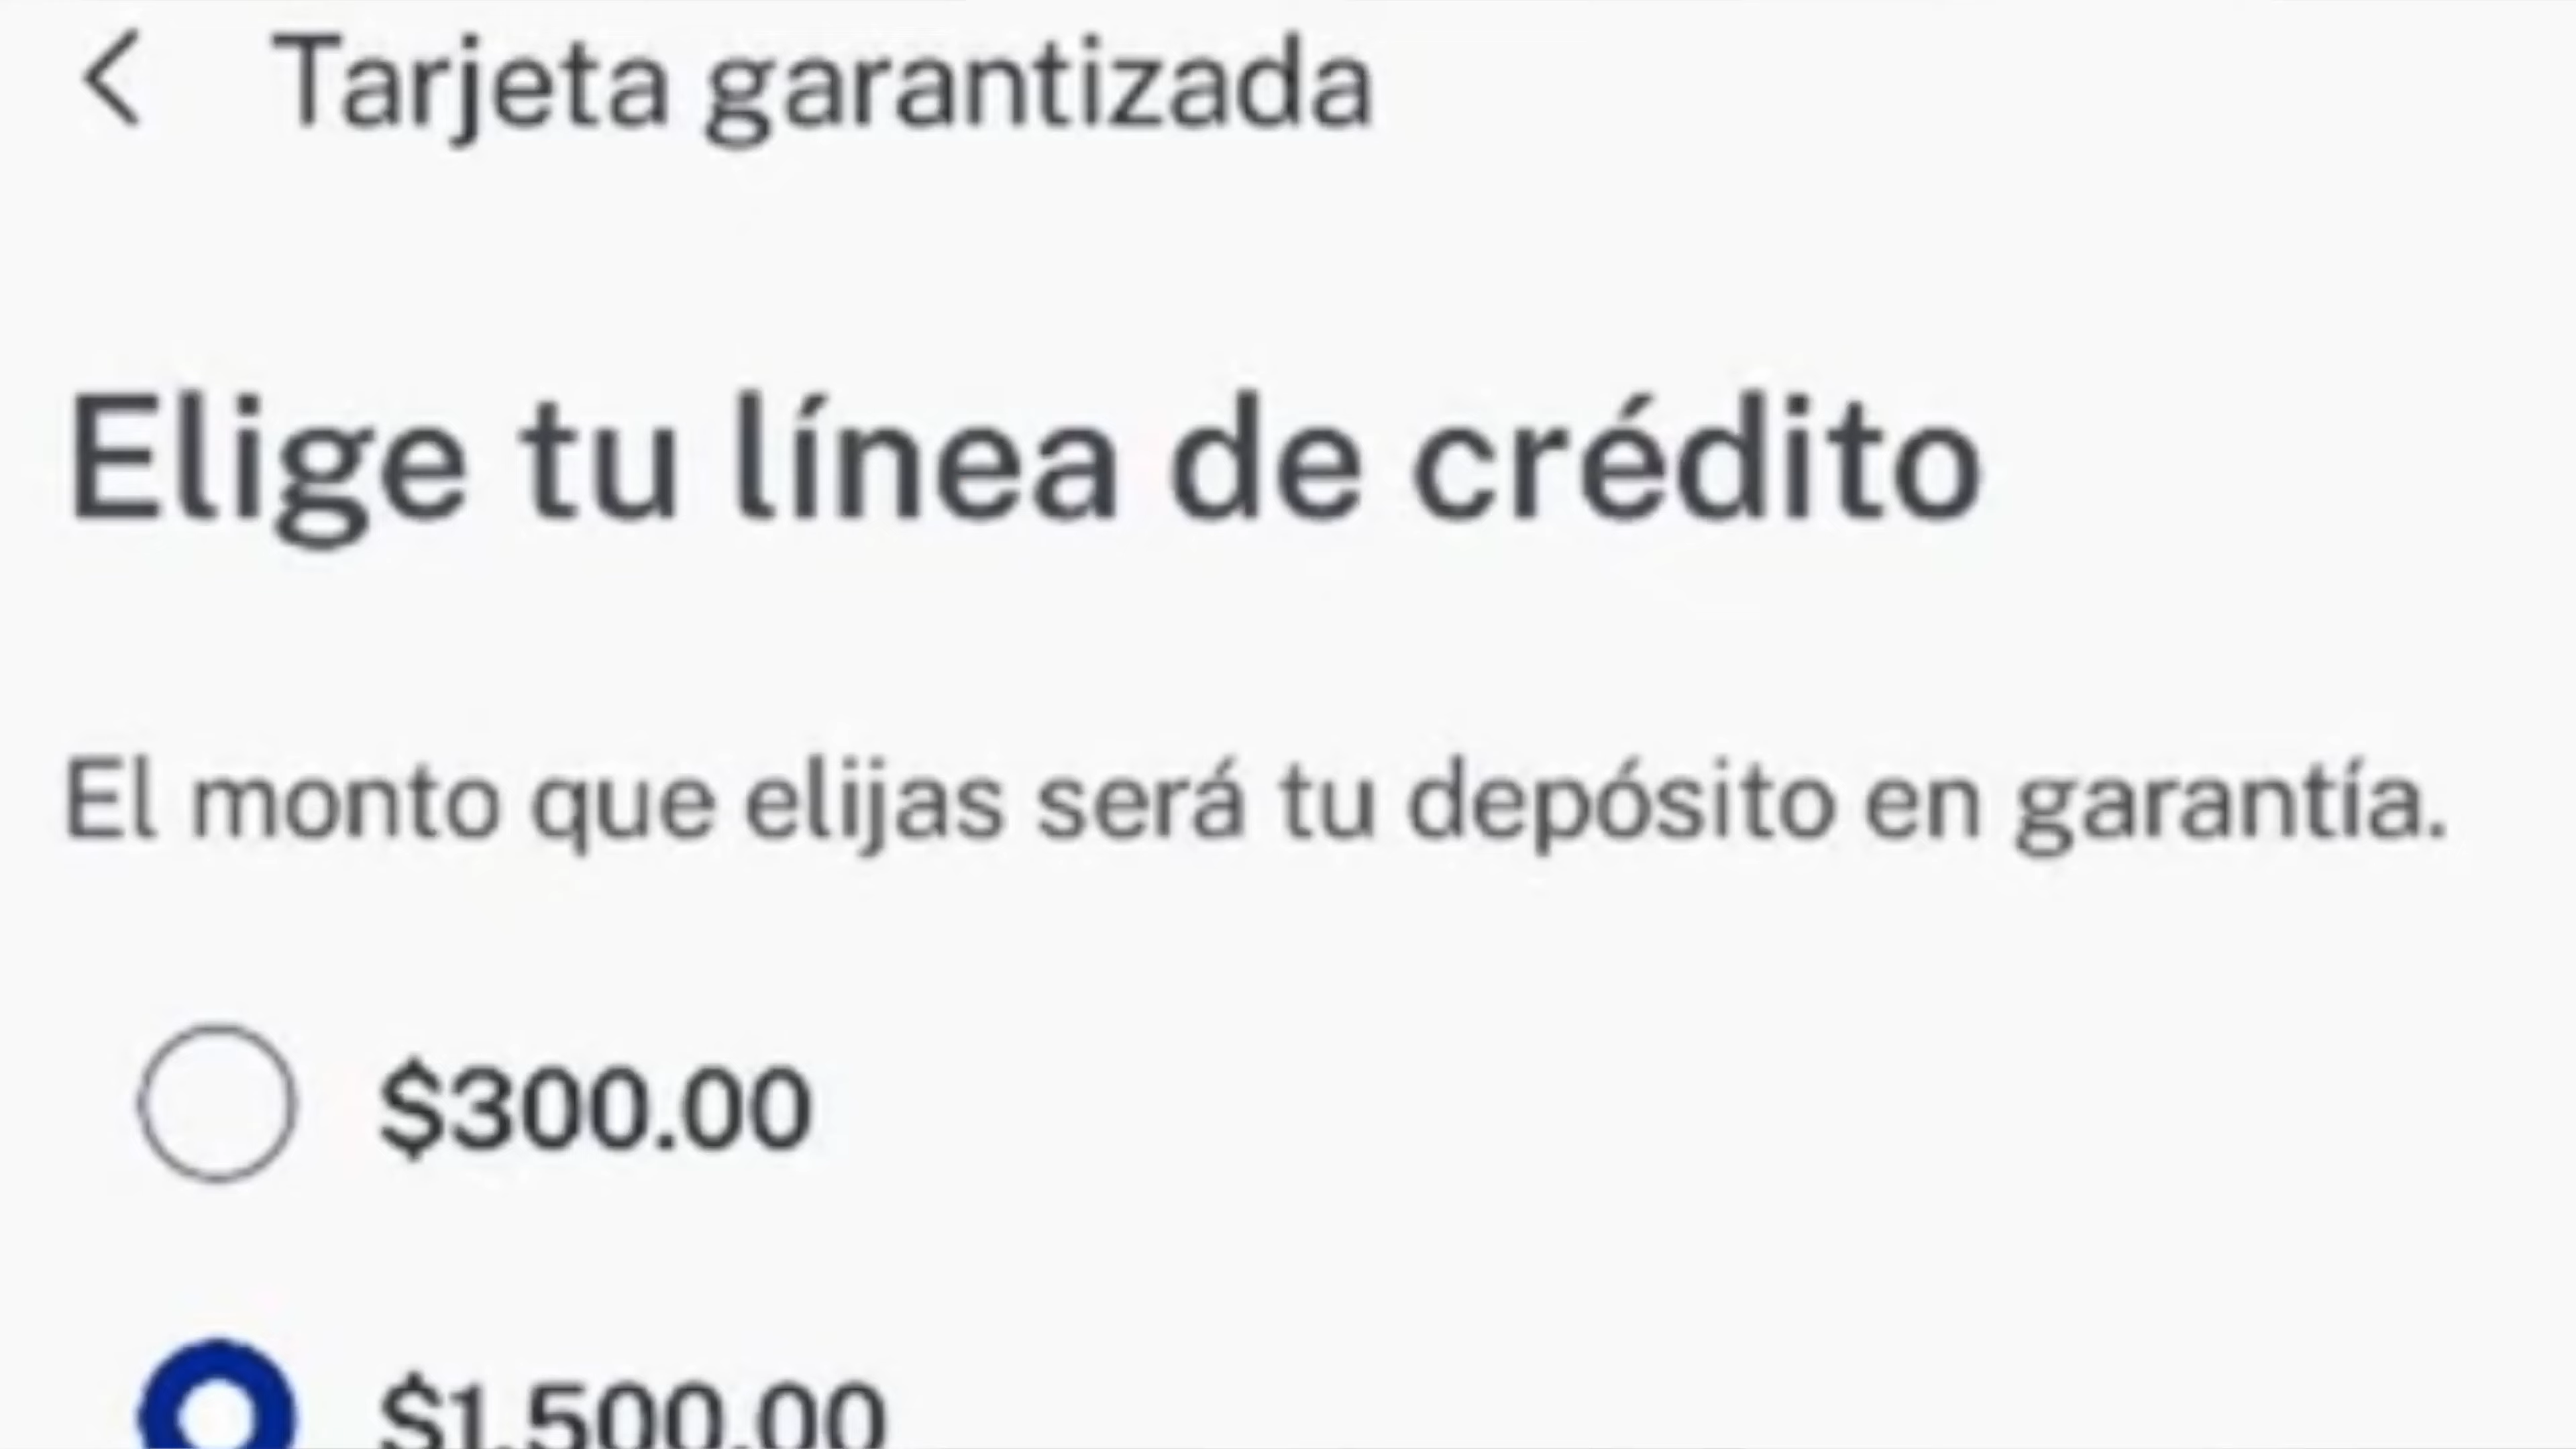 Tarjeta garantizada
Elige tu línea de crédito
El monto que elijas será tu depósito en garantía.
$300.00
$1,500.00